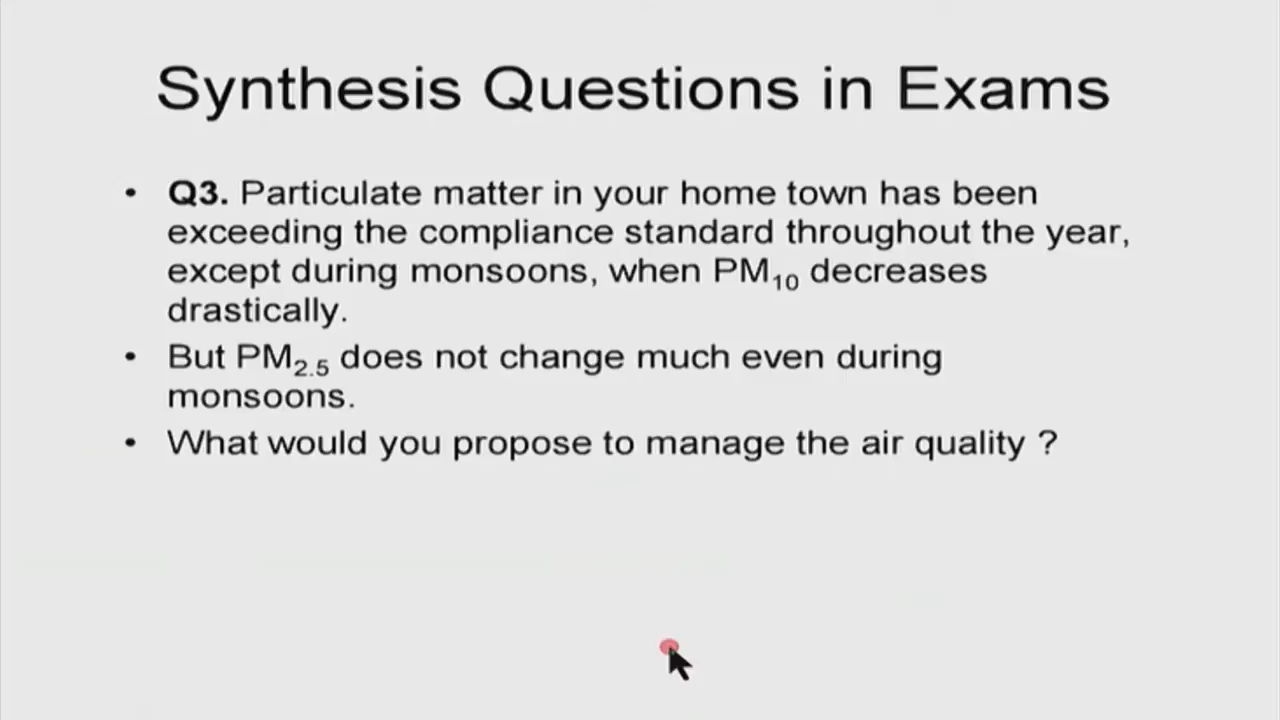 Synthesis Questions in Exams
• Q3. Particulate matter in your home town has been
exceeding the compliance standard throughout the year,
except during monsoons, when PM₁₀ decreases
drastically.
• But PM₂.₅ does not change much even during
monsoons.
• What would you propose to manage the air quality ?